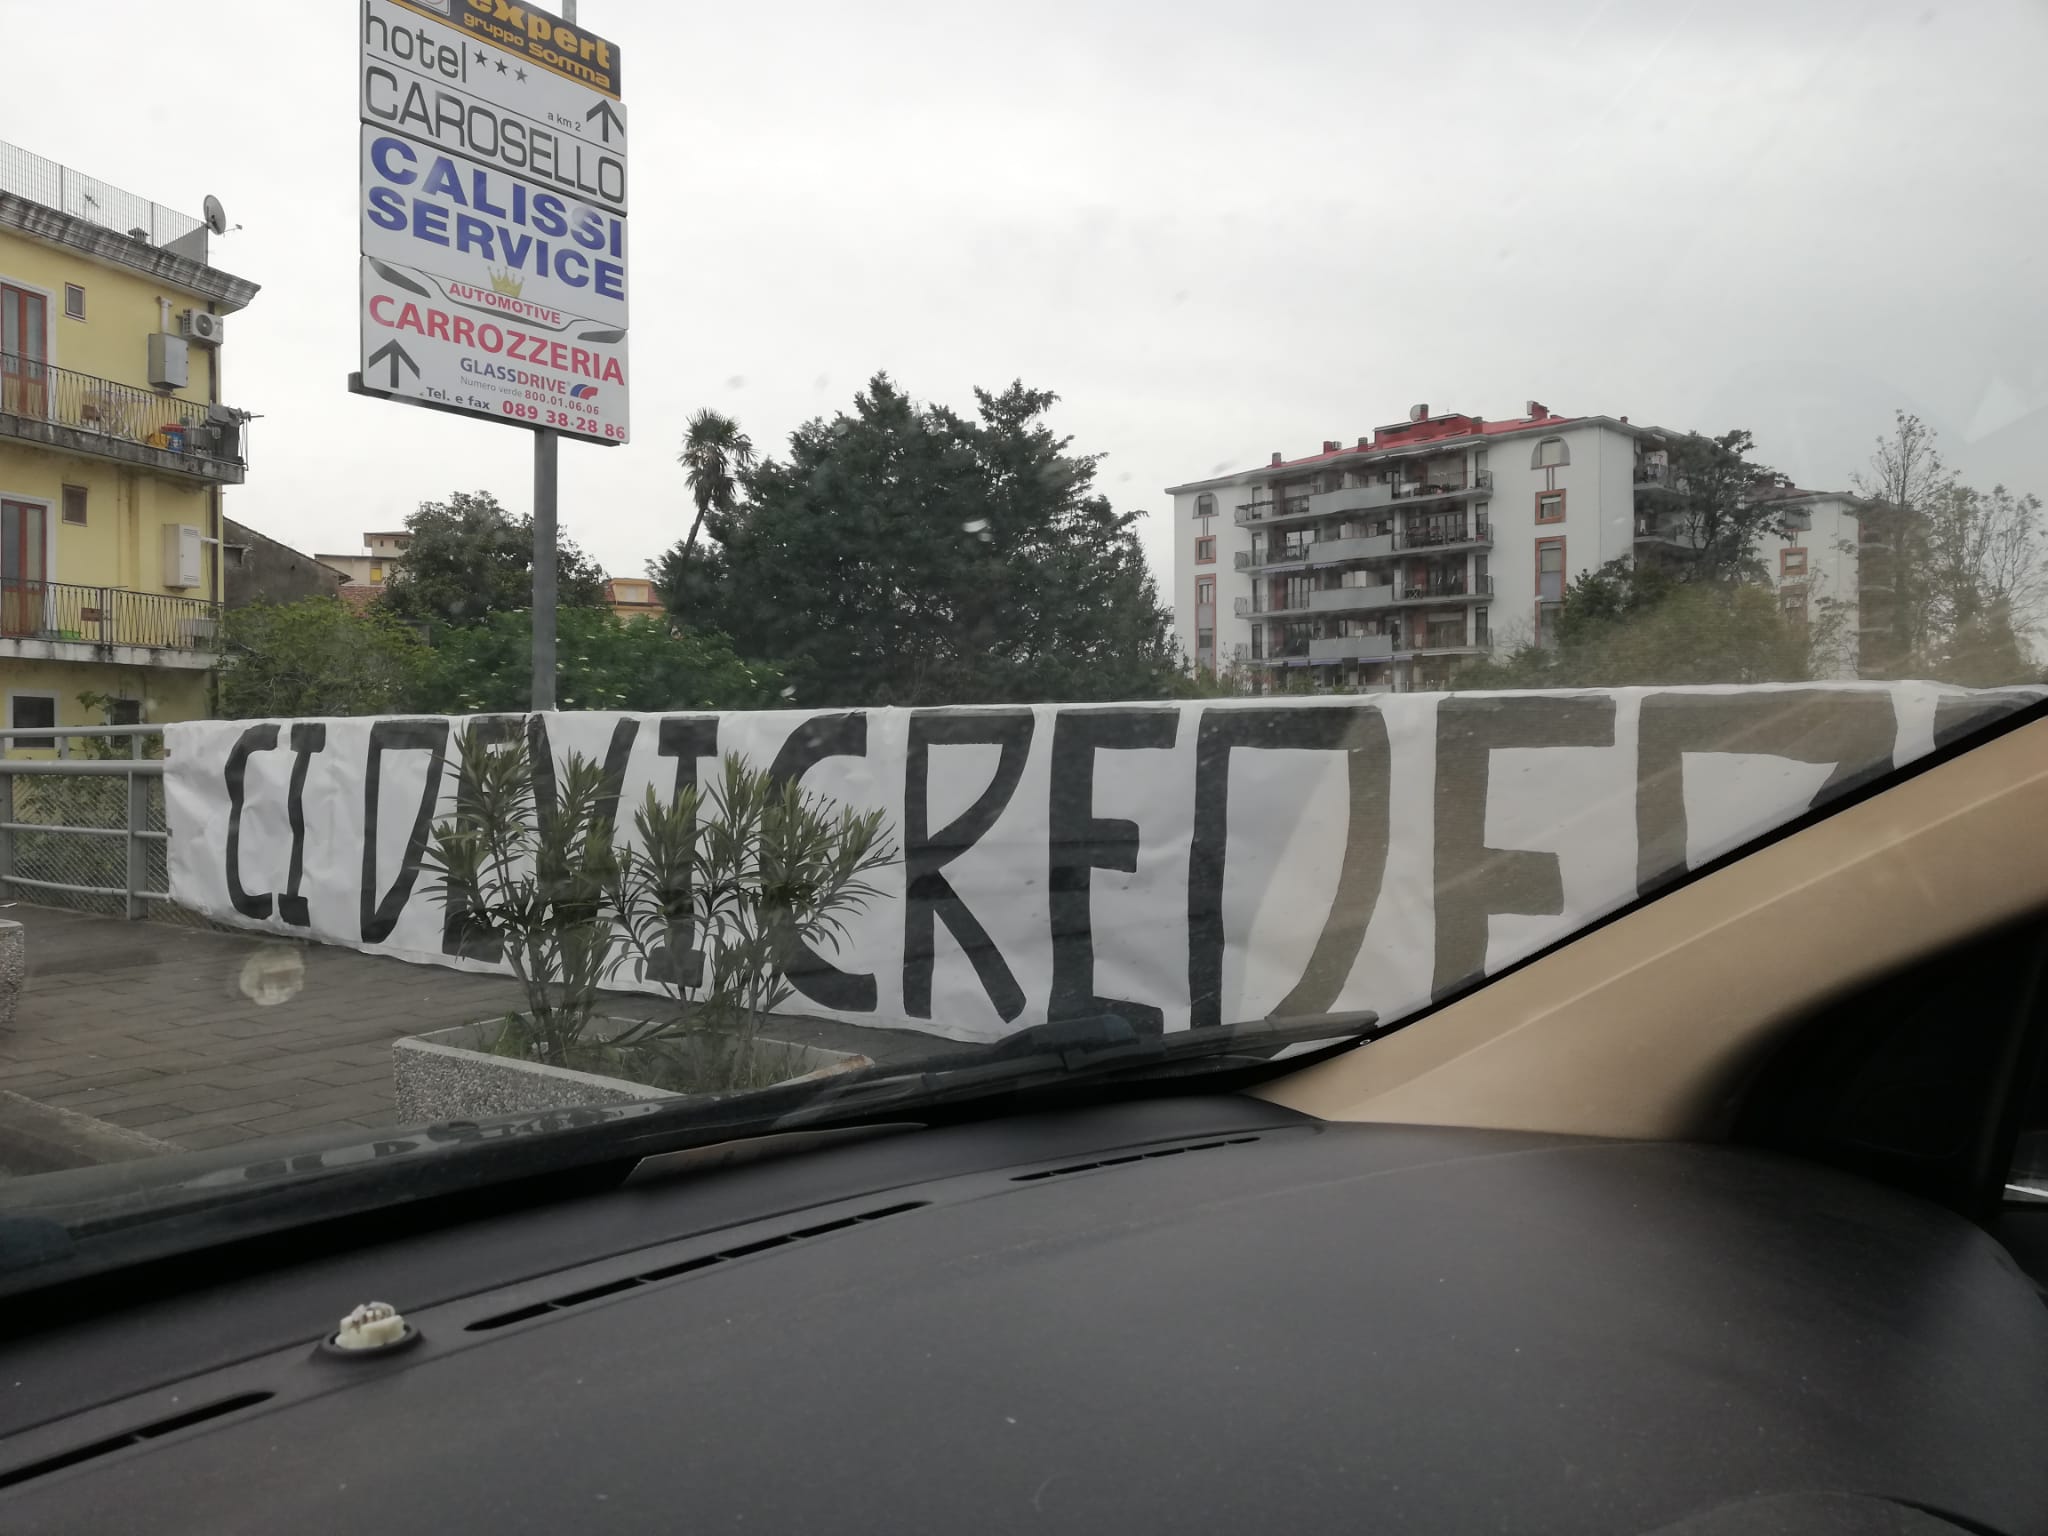 expert
gruppo somma
hotel ***
a km 2
CAROSELLO
CALISSI
SERVICE
AUTOMOTIVE
CARROZZERIA
GLASSDRIVE
Numero verde 800.01.06.06
Tel. e fax 089 38.28 86
CI DEVI CREDER